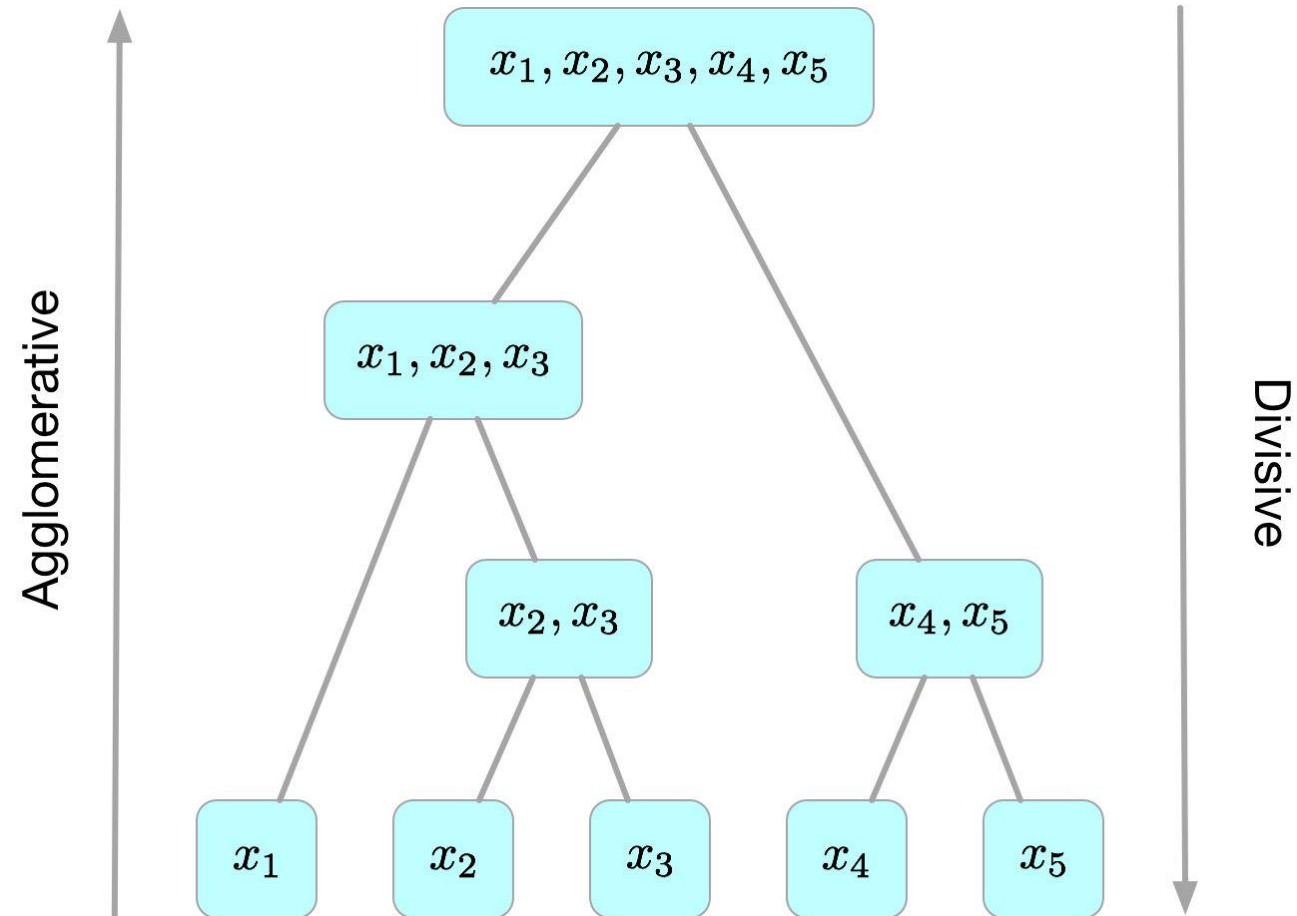 x₁, x₂, x₃, x₄, x₅
Agglomerative
x₁, x₂, x₃
Divisive
x₂, x₃
x₄, x₅
x₁
x₂
x₃
x₄
x₅